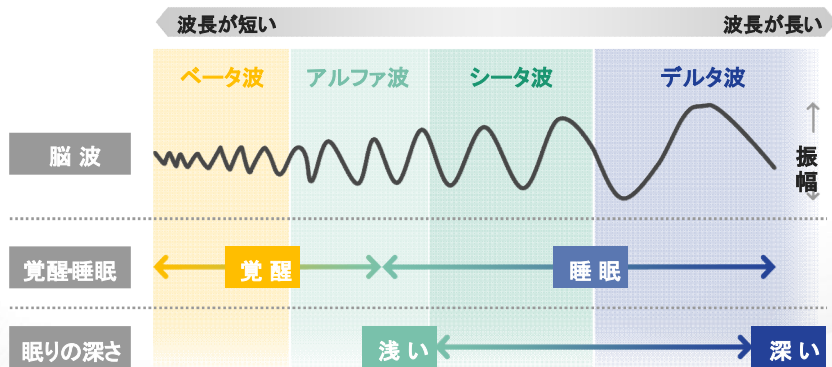 波長が短い 波長が長い
ベータ波 アルファ波 シータ波 デルタ波
脳波
振幅
覚醒・睡眠 覚醒 睡眠
眠りの深さ 浅い 深い